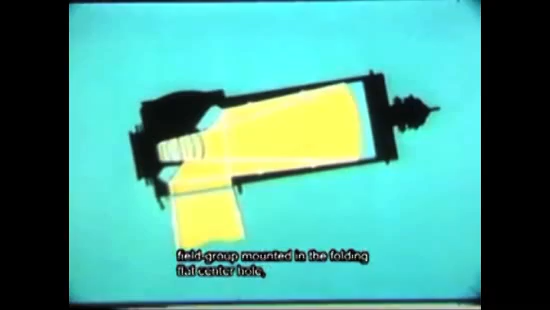 field group mounted in the folding
flat center hole,